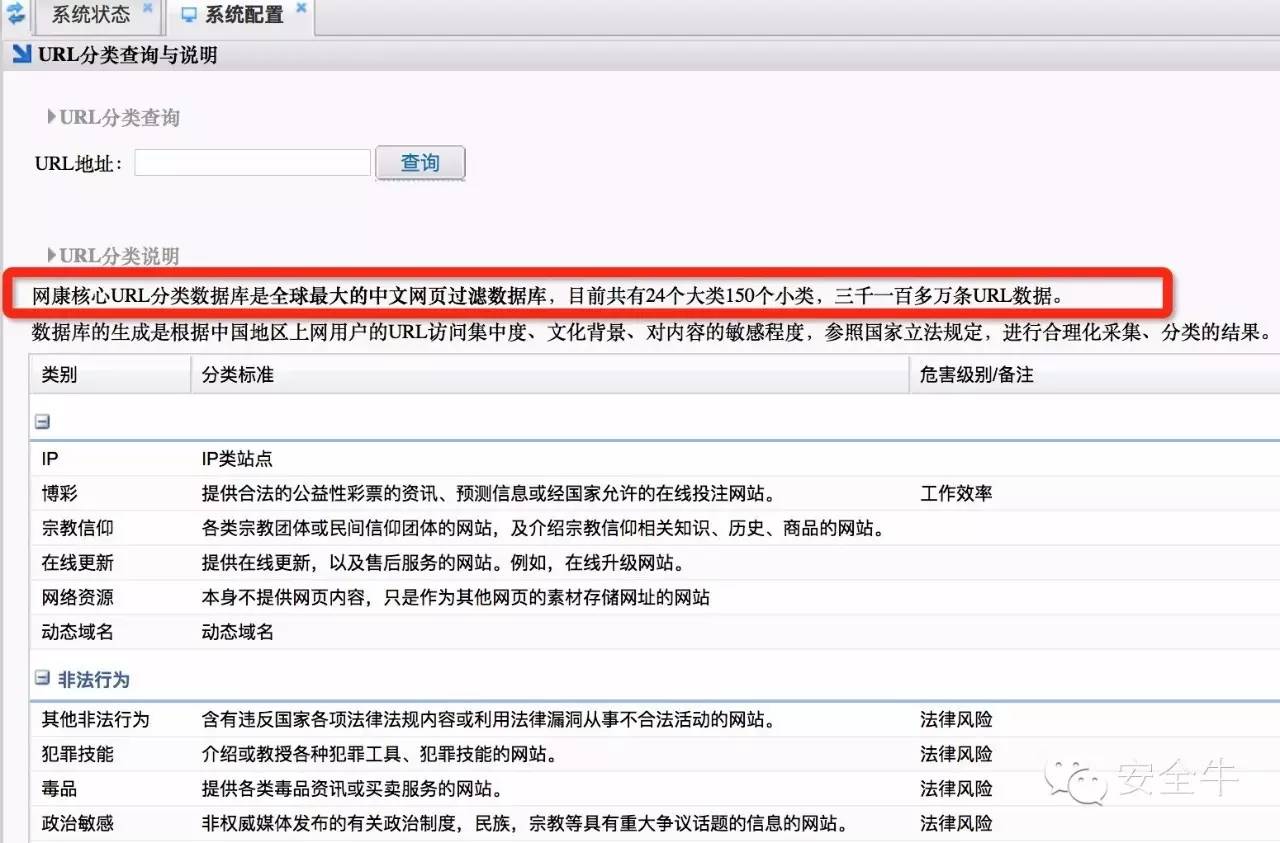 系统状态 系统配置
URL分类查询与说明
URL分类查询
URL地址： 查询
URL分类说明
网康核心URL分类数据库是全球最大的中文网页过滤数据库，目前共有24个大类150个小类，三千一百多万条URL数据。
数据库的生成是根据中国地区上网用户的URL访问集中度、文化背景、对内容的敏感程度，参照国家立法规定，进行合理化采集、分类的结果。
类别 分类标准 危害级别/备注
IP IP类站点
博彩 提供合法的公益性彩票的资讯、预测信息或经国家允许的在线投注网站。 工作效率
宗教信仰 各类宗教团体或民间信仰团体的网站，及介绍宗教信仰相关知识、历史、商品的网站。
在线更新 提供在线更新，以及售后服务的网站。例如，在线升级网站。
网络资源 本身不提供网页内容，只是作为其他网页的素材存储网址的网站
动态域名 动态域名
非法行为
其他非法行为 含有违反国家各项法律法规内容或利用法律漏洞从事不合法活动的网站。 法律风险
犯罪技能 介绍或教授各种犯罪工具、犯罪技能的网站。 法律风险
毒品 提供各类毒品资讯或买卖服务的网站。 法律风险
安全牛
政治敏感 非权威媒体发布的有关政治制度，民族，宗教等具有重大争议话题的信息的网站。 法律风险